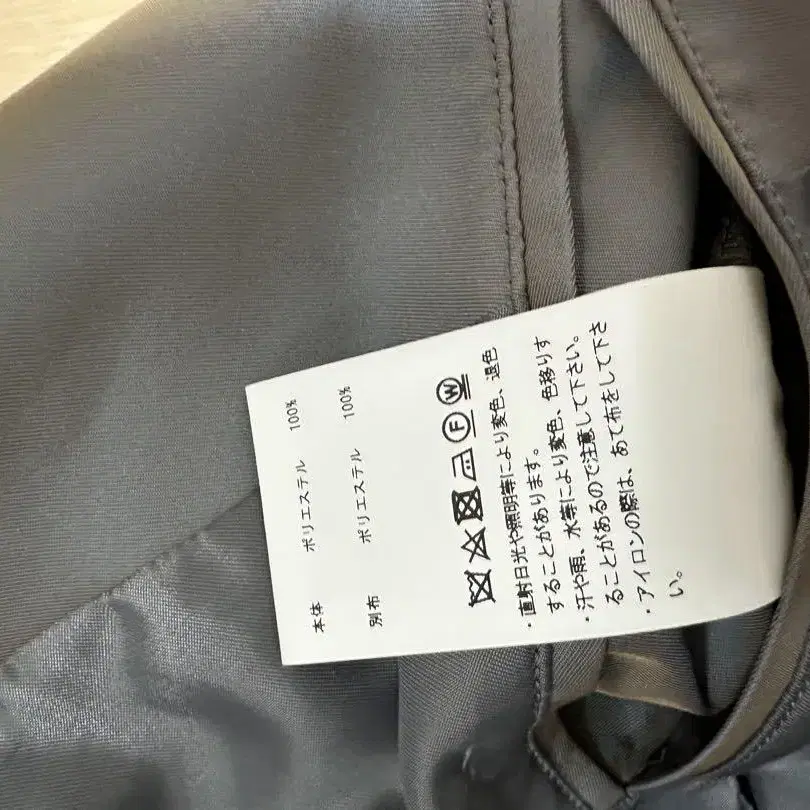 本体 ポリエステル 100%
別布 ポリエステル 100%
F W
・直射日光や照明等により変色、退色
することがあります。
・汗や雨、水等により変色、色移りす
ることがあるので注意して下さい。
・アイロンの際は、あて布をして下さ
い。